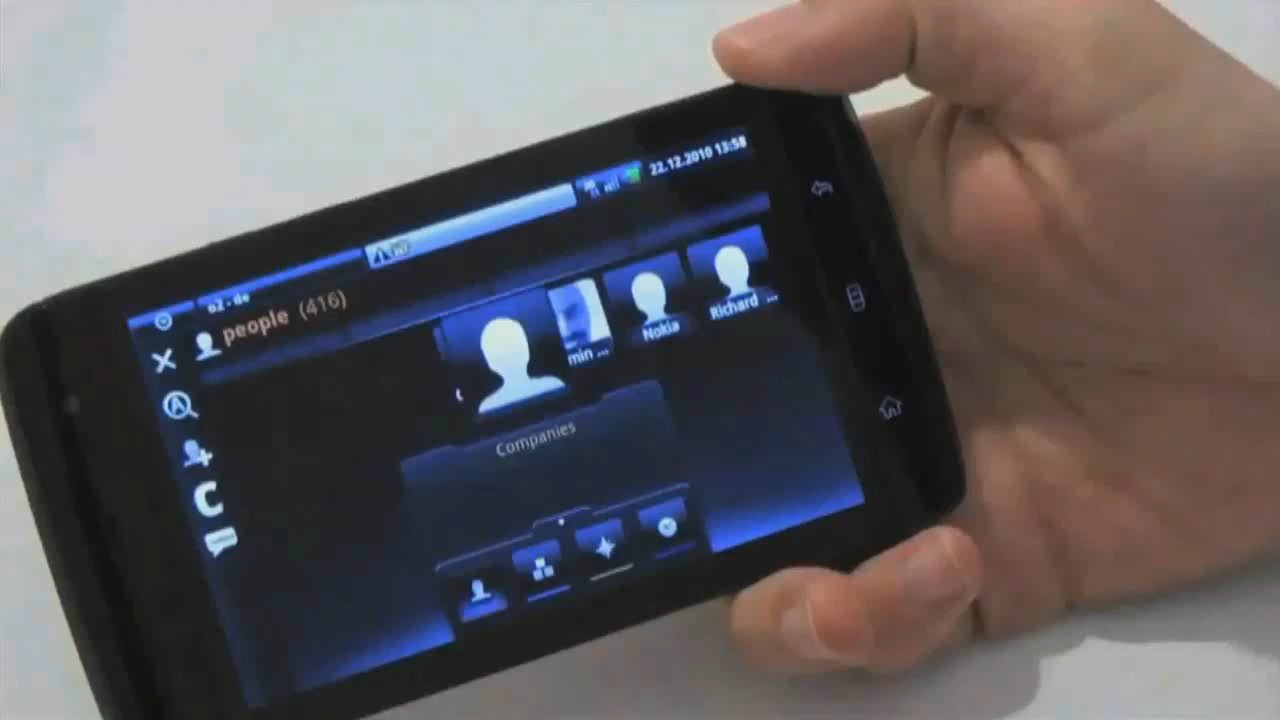 22.12.2010 13:58
o2 - de
people (416)
min ...
Nokia
Richard ...
Companies